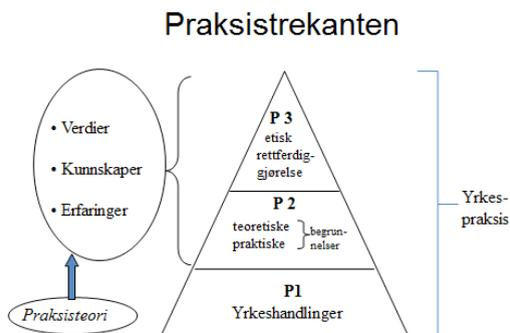 Praksistrekanten
• Verdier
• Kunnskaper
• Erfaringer
Praksisteori
P 3
etisk
rettferdig-
gjørelse
P 2
teoretiske
praktiske
begrun-
nelser
P1
Yrkeshandlinger
Yrkes-
praksis